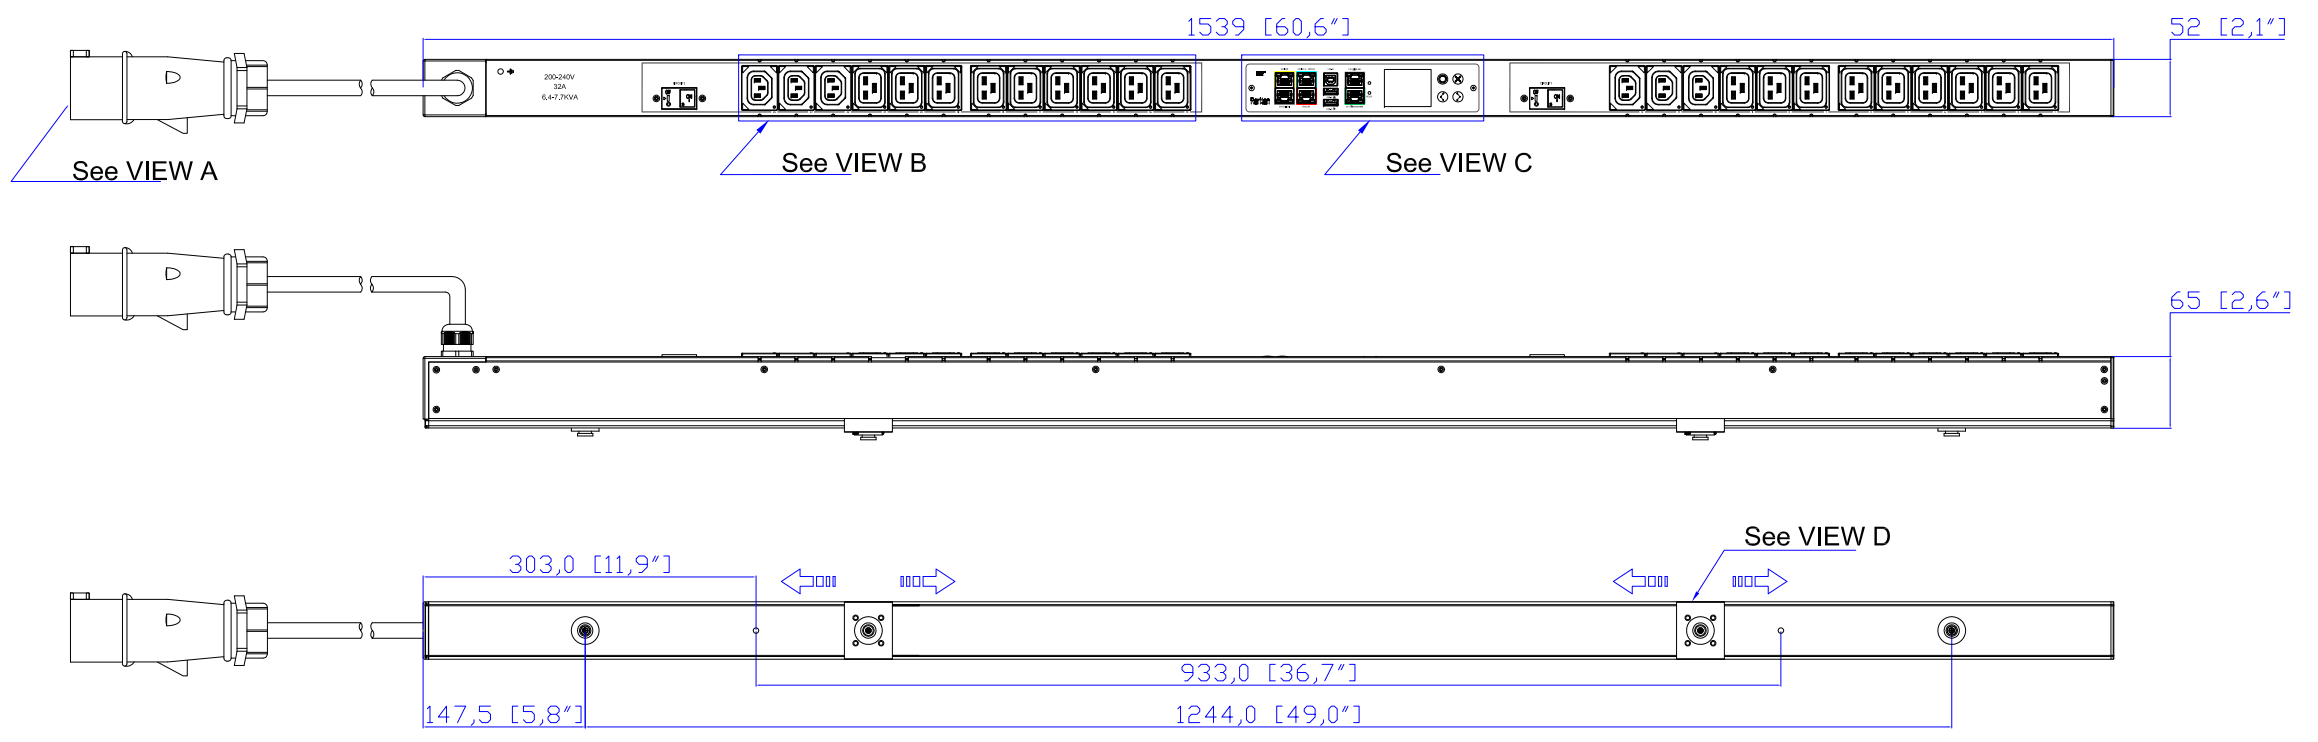 1539 [60,6"]
52 [2,1"]
200-240V
32A
6,4-7,7KVA
See VIEW A
See VIEW B
See VIEW C
65 [2,6"]
See VIEW D
303,0 [11,9"]
933,0 [36,7"]
147,5 [5,8"]
1244,0 [49,0"]